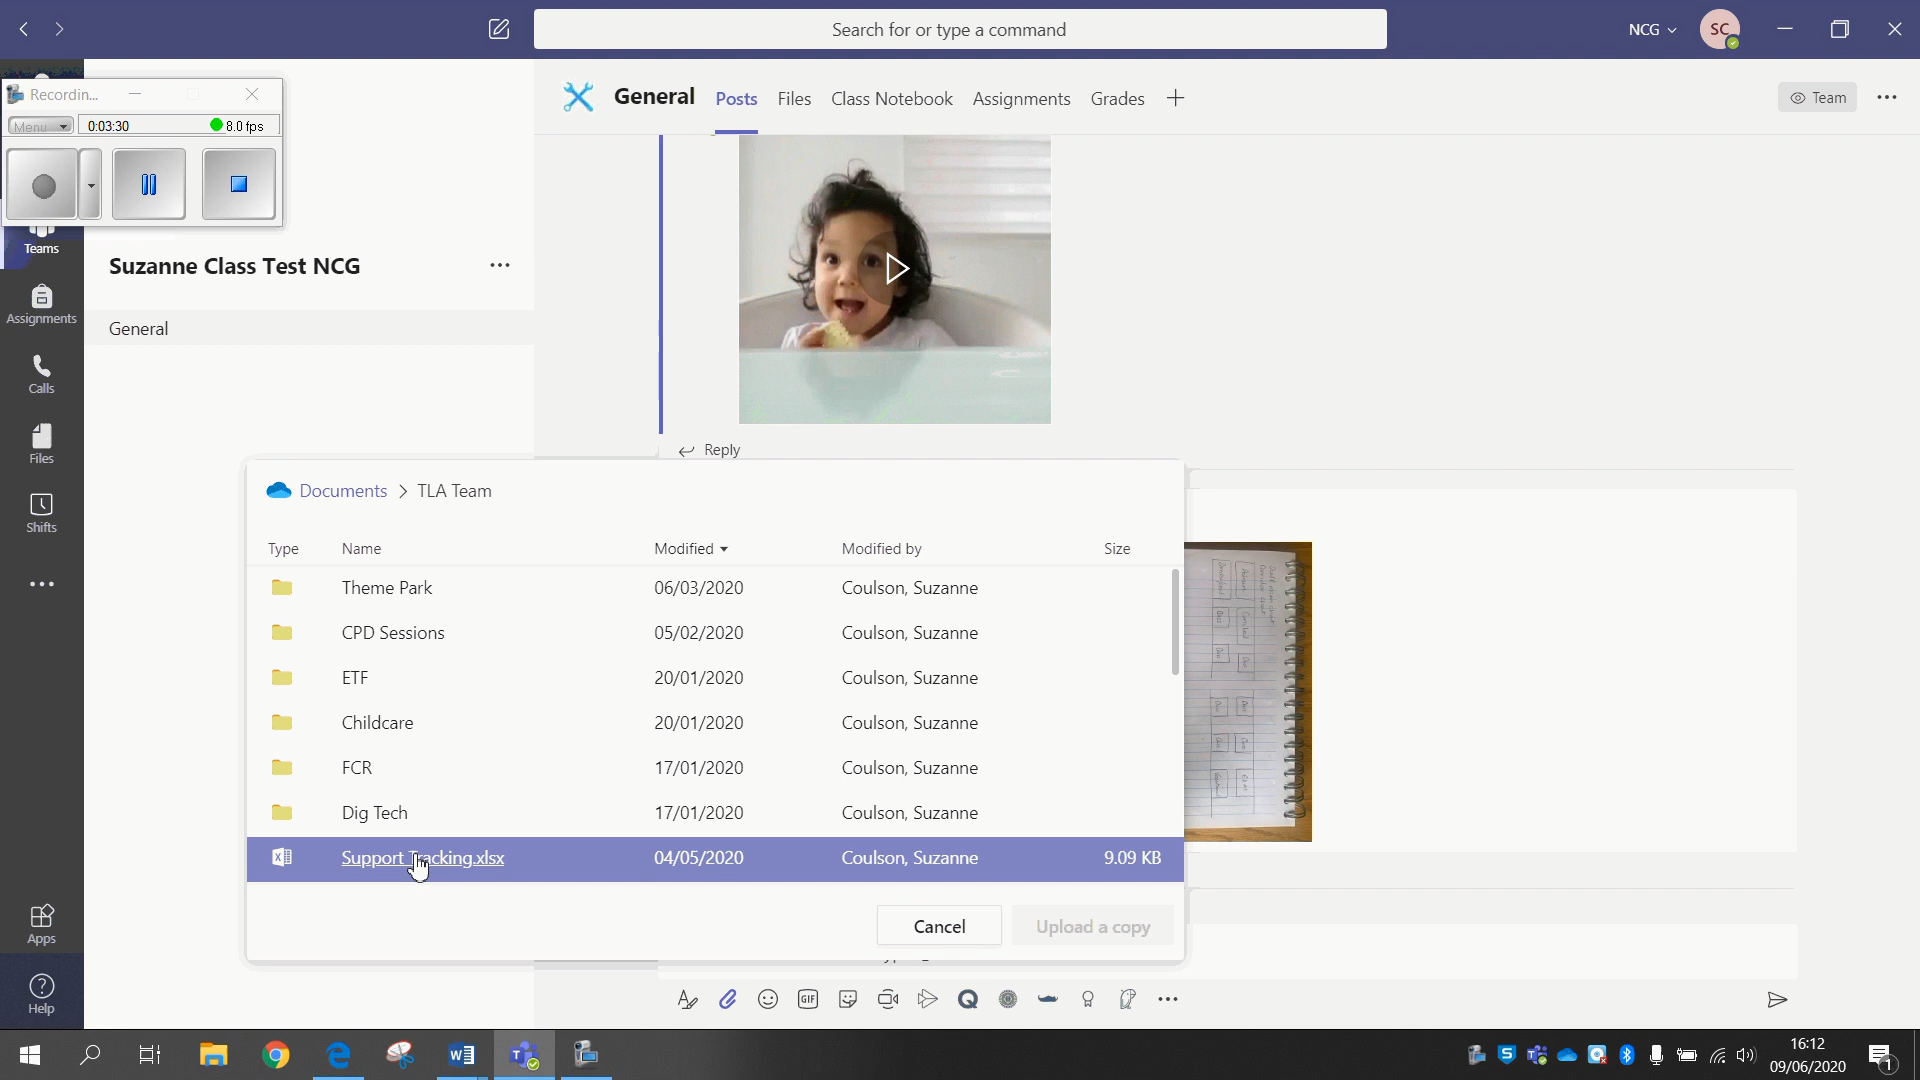 Search for or type a command
NCG
SC
Recordin...
Menu
0:03:30
8.0 fps
General
Posts
Files
Class Notebook
Assignments
Grades
Team
Teams
Suzanne Class Test NCG
Assignments
General
Calls
Files
Shifts
Apps
Help
Reply
Documents > TLA Team
Type Name Modified Modified by Size
Theme Park 06/03/2020 Coulson, Suzanne
CPD Sessions 05/02/2020 Coulson, Suzanne
ETF 20/01/2020 Coulson, Suzanne
Childcare 20/01/2020 Coulson, Suzanne
FCR 17/01/2020 Coulson, Suzanne
Dig Tech 17/01/2020 Coulson, Suzanne
Support Tracking.xlsx 04/05/2020 Coulson, Suzanne 9.09 KB
Cancel
Upload a copy
GIF
16:12
09/06/2020
1